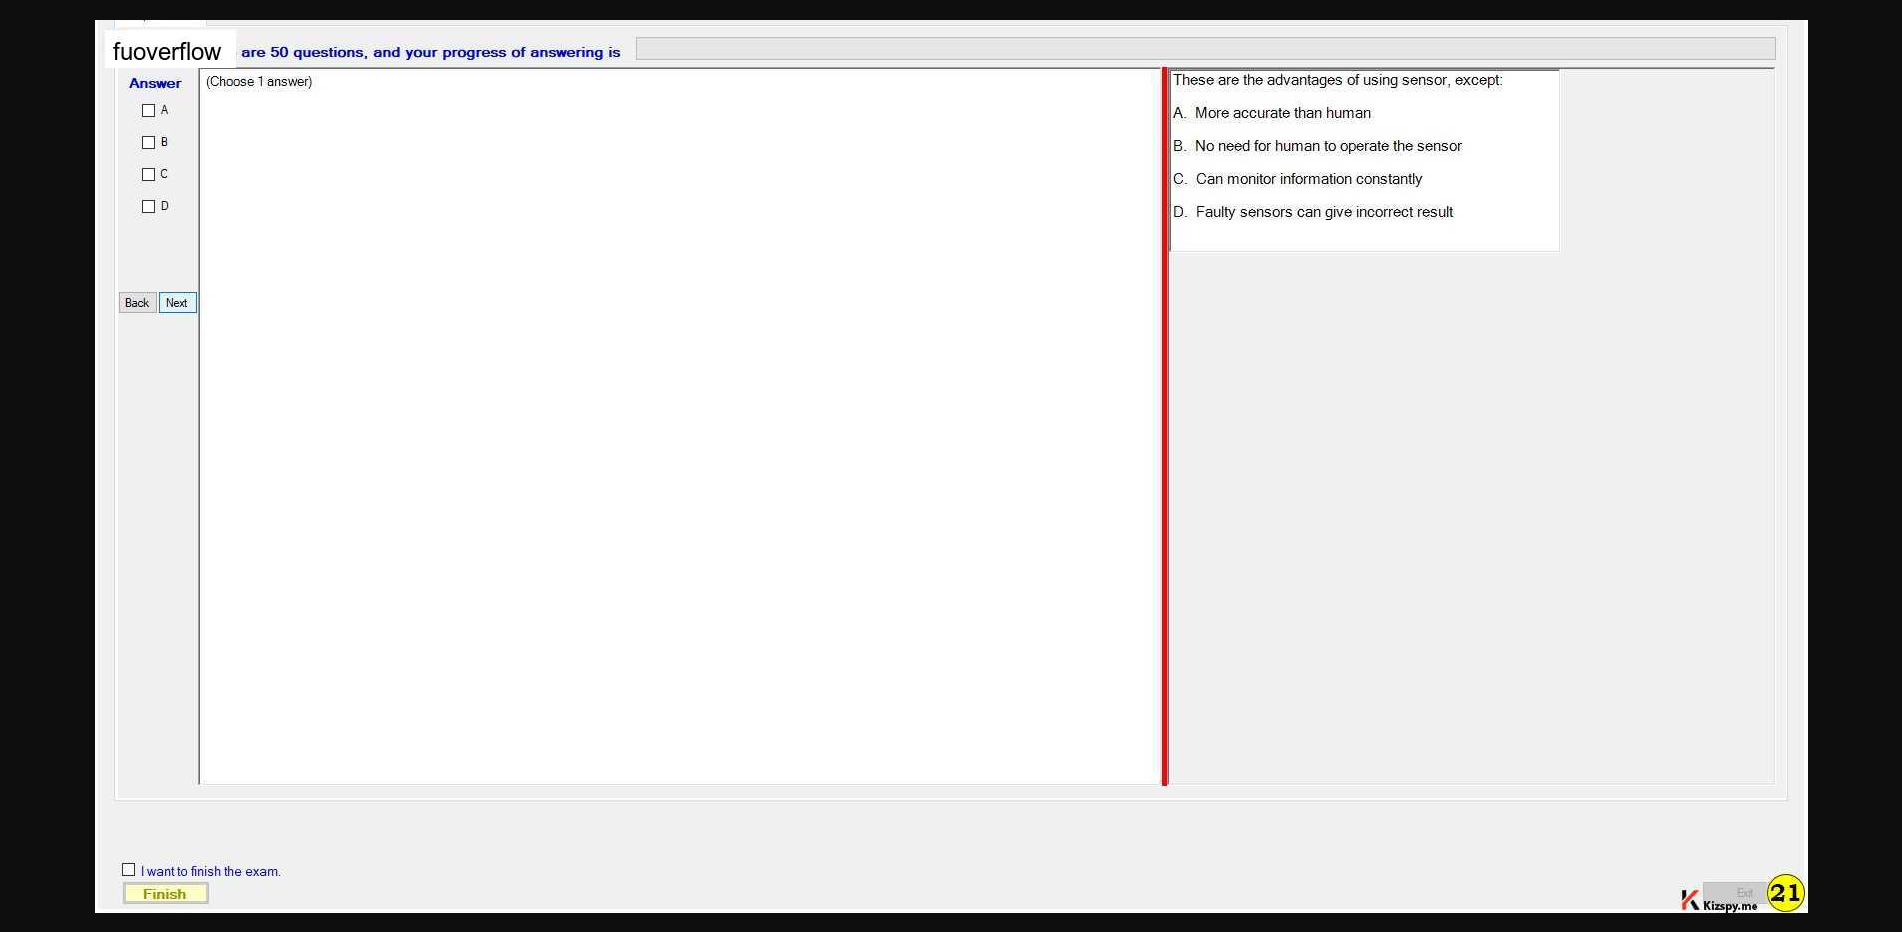 fuoverflow are 50 questions, and your progress of answering is
Answer
(Choose 1 answer)
A
B
C
D
Back Next
These are the advantages of using sensor, except:
A. More accurate than human
B. No need for human to operate the sensor
C. Can monitor information constantly
D. Faulty sensors can give incorrect result
I want to finish the exam.
Finish
Exit
Kizspy.me
21